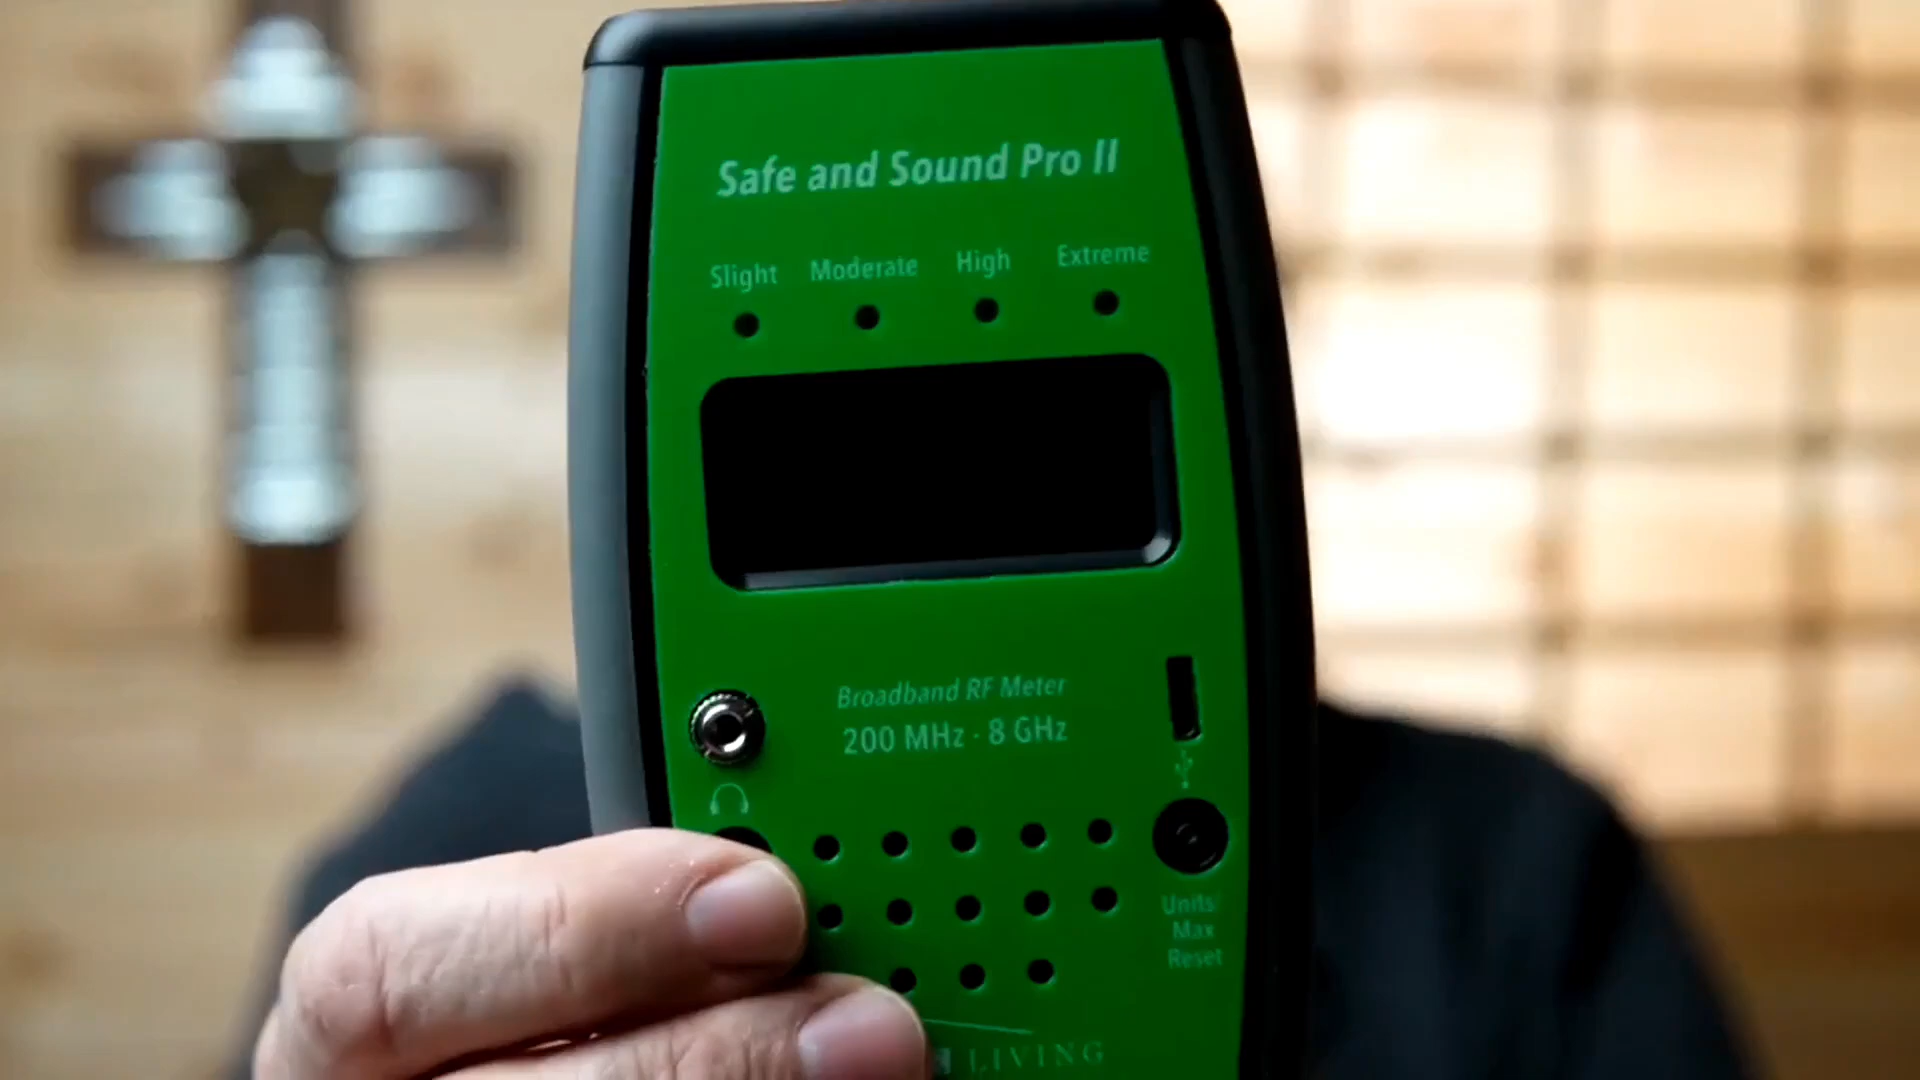 Safe and Sound Pro II
Slight Moderate High Extreme
Broadband RF Meter
200 MHz - 8 GHz
Units/
Max
Reset
LIVING